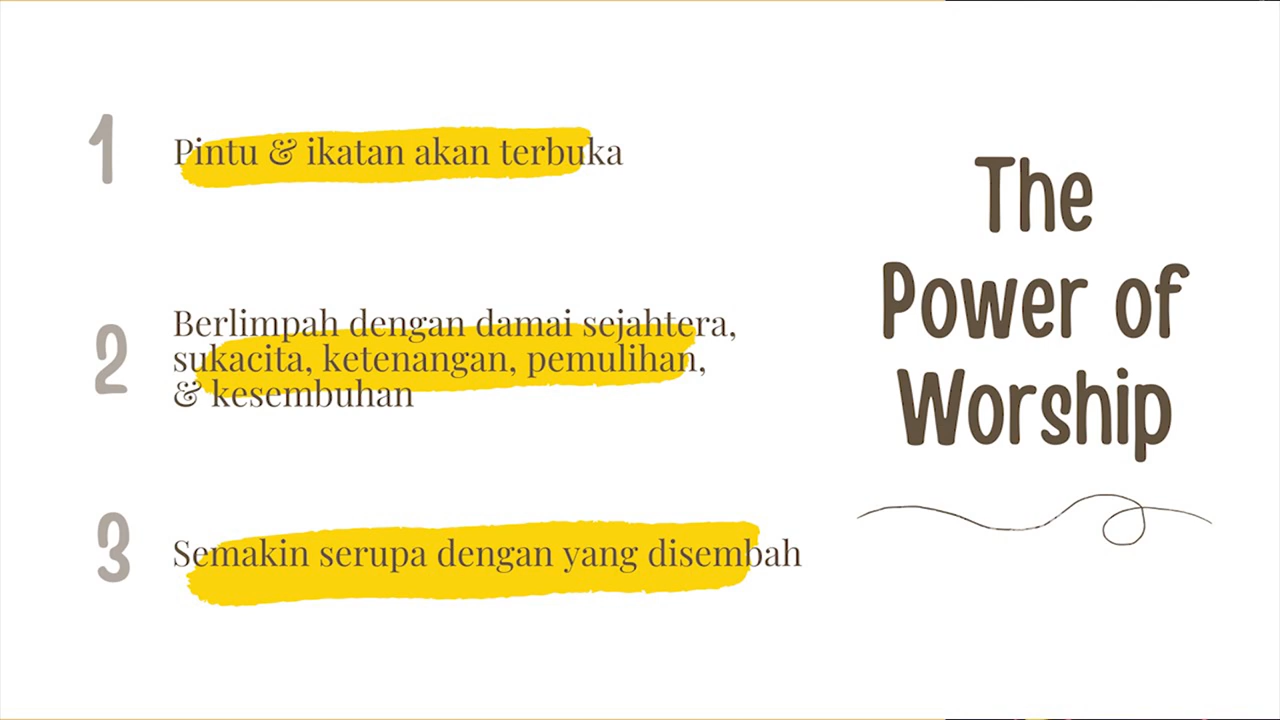 1
Pintu & ikatan akan terbuka
2
Berlimpah dengan damai sejahtera,
sukacita, ketenangan, pemulihan,
& kesembuhan
3
Semakin serupa dengan yang disembah
The
Power of
Worship